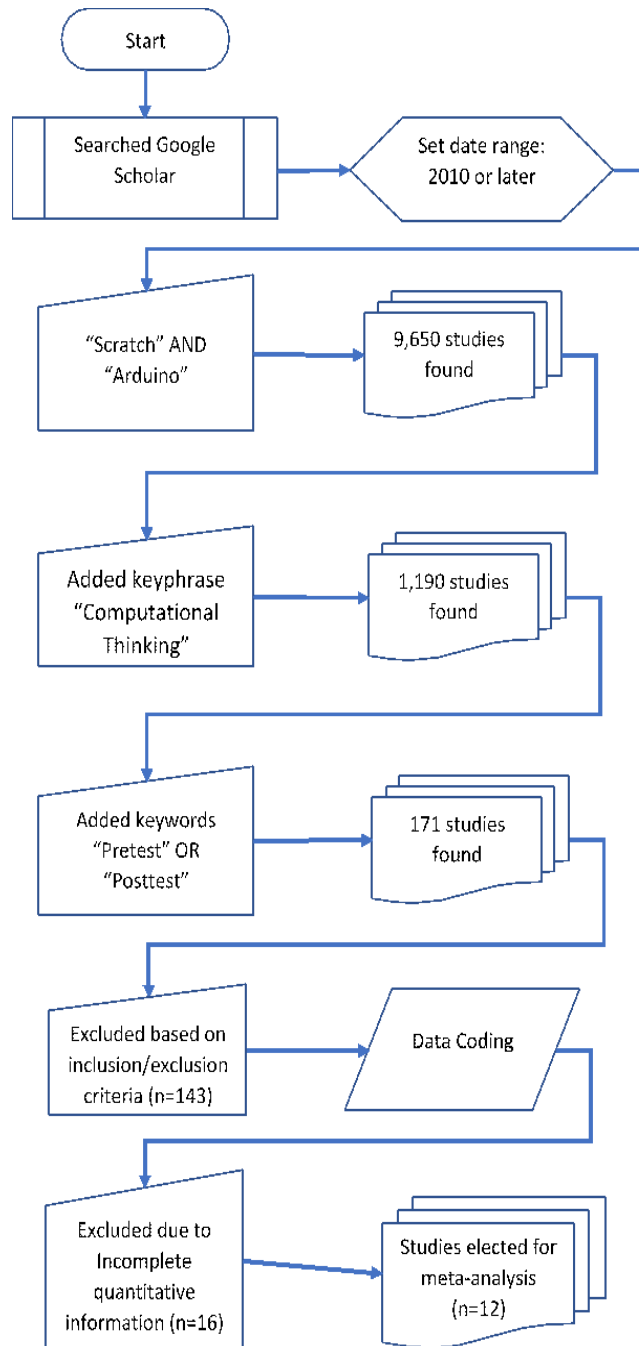 Start
Searched Google
Scholar
Set date range:
2010 or later
“Scratch” AND
“Arduino”
9,650 studies
found
Added keyphrase
“Computational
Thinking”
1,190 studies
found
Added keywords
“Pretest” OR
“Posttest”
171 studies
found
Excluded based on
inclusion/exclusion
criteria (n=143)
Data Coding
Excluded due to
Incomplete
quantitative
information (n=16)
Studies elected for
meta-analysis
(n=12)